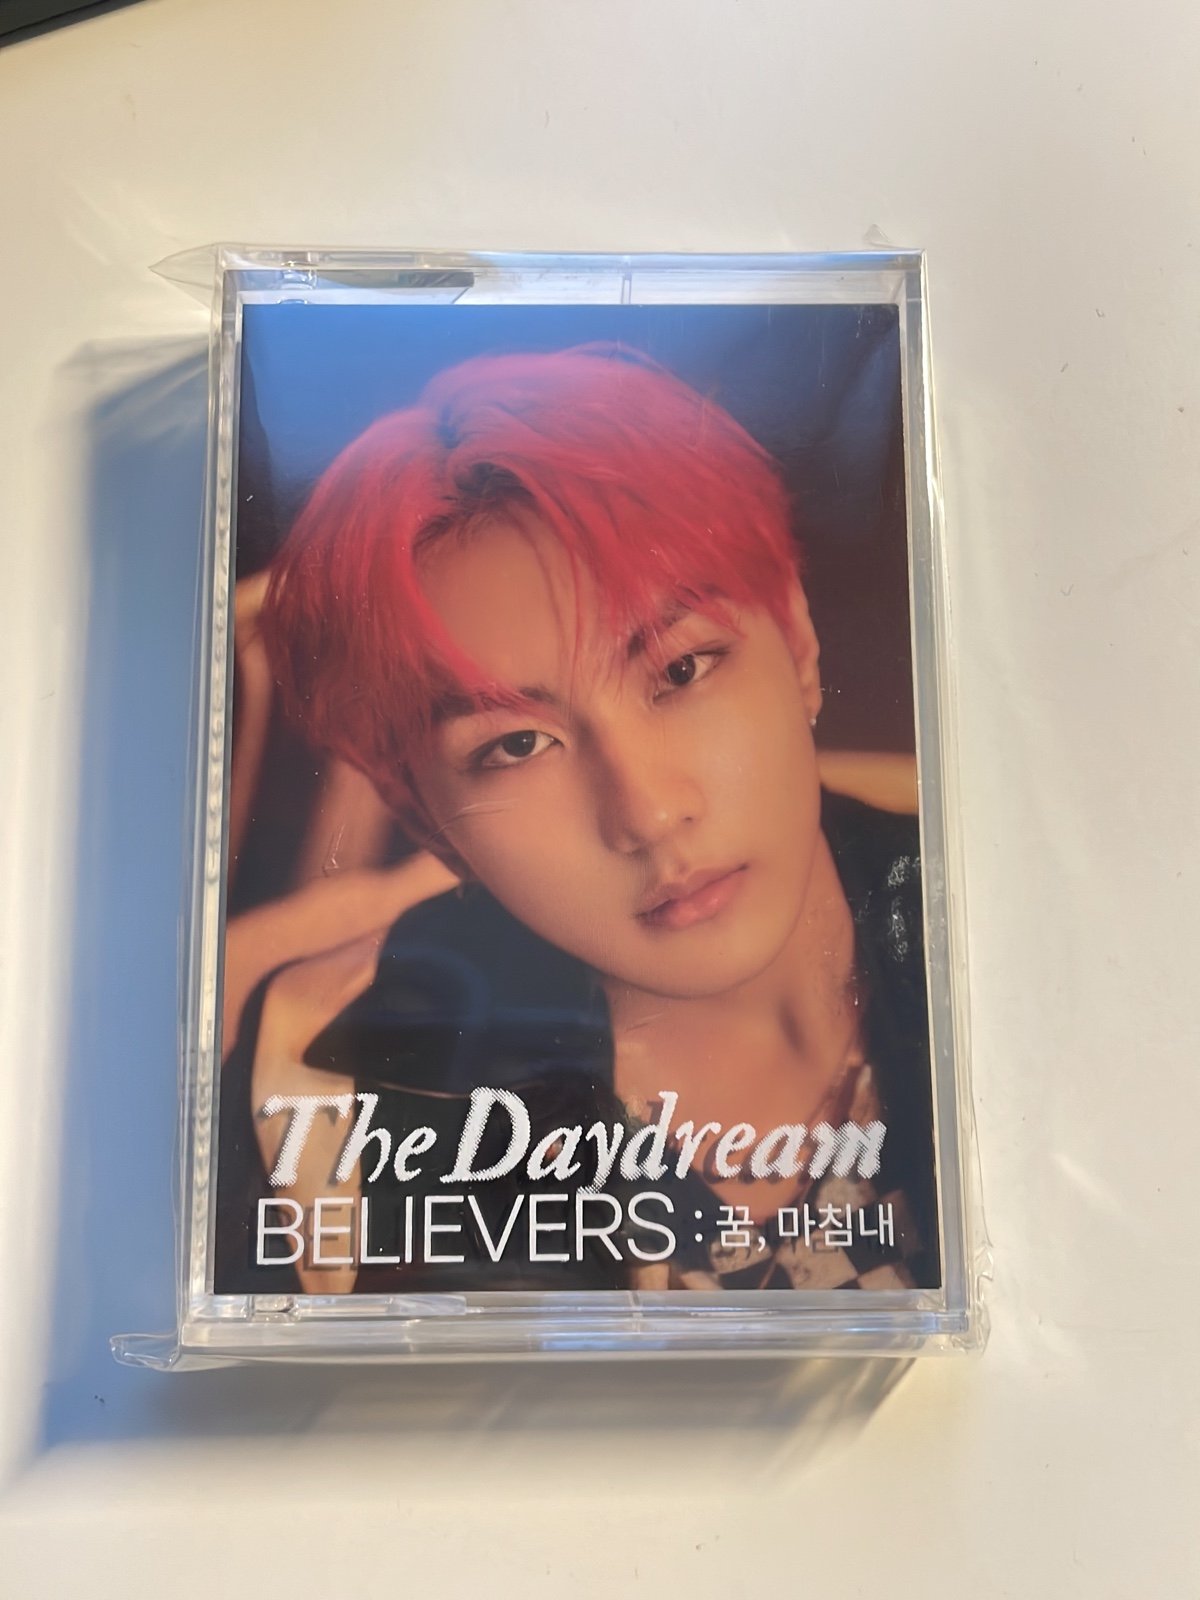 The Daydream
BELIEVERS : 꿈, 마침내